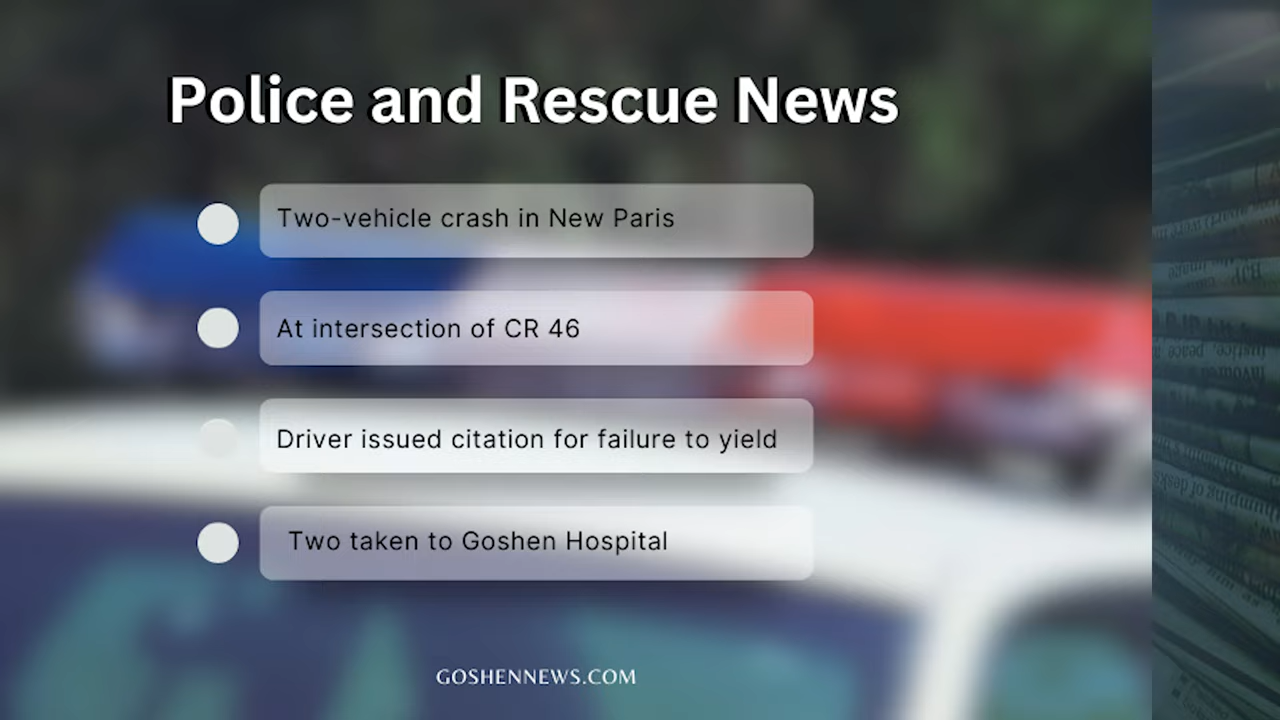 Police and Rescue News
Two-vehicle crash in New Paris
At intersection of CR 46
Driver issued citation for failure to yield
Two taken to Goshen Hospital
GOSHENNEWS.COM